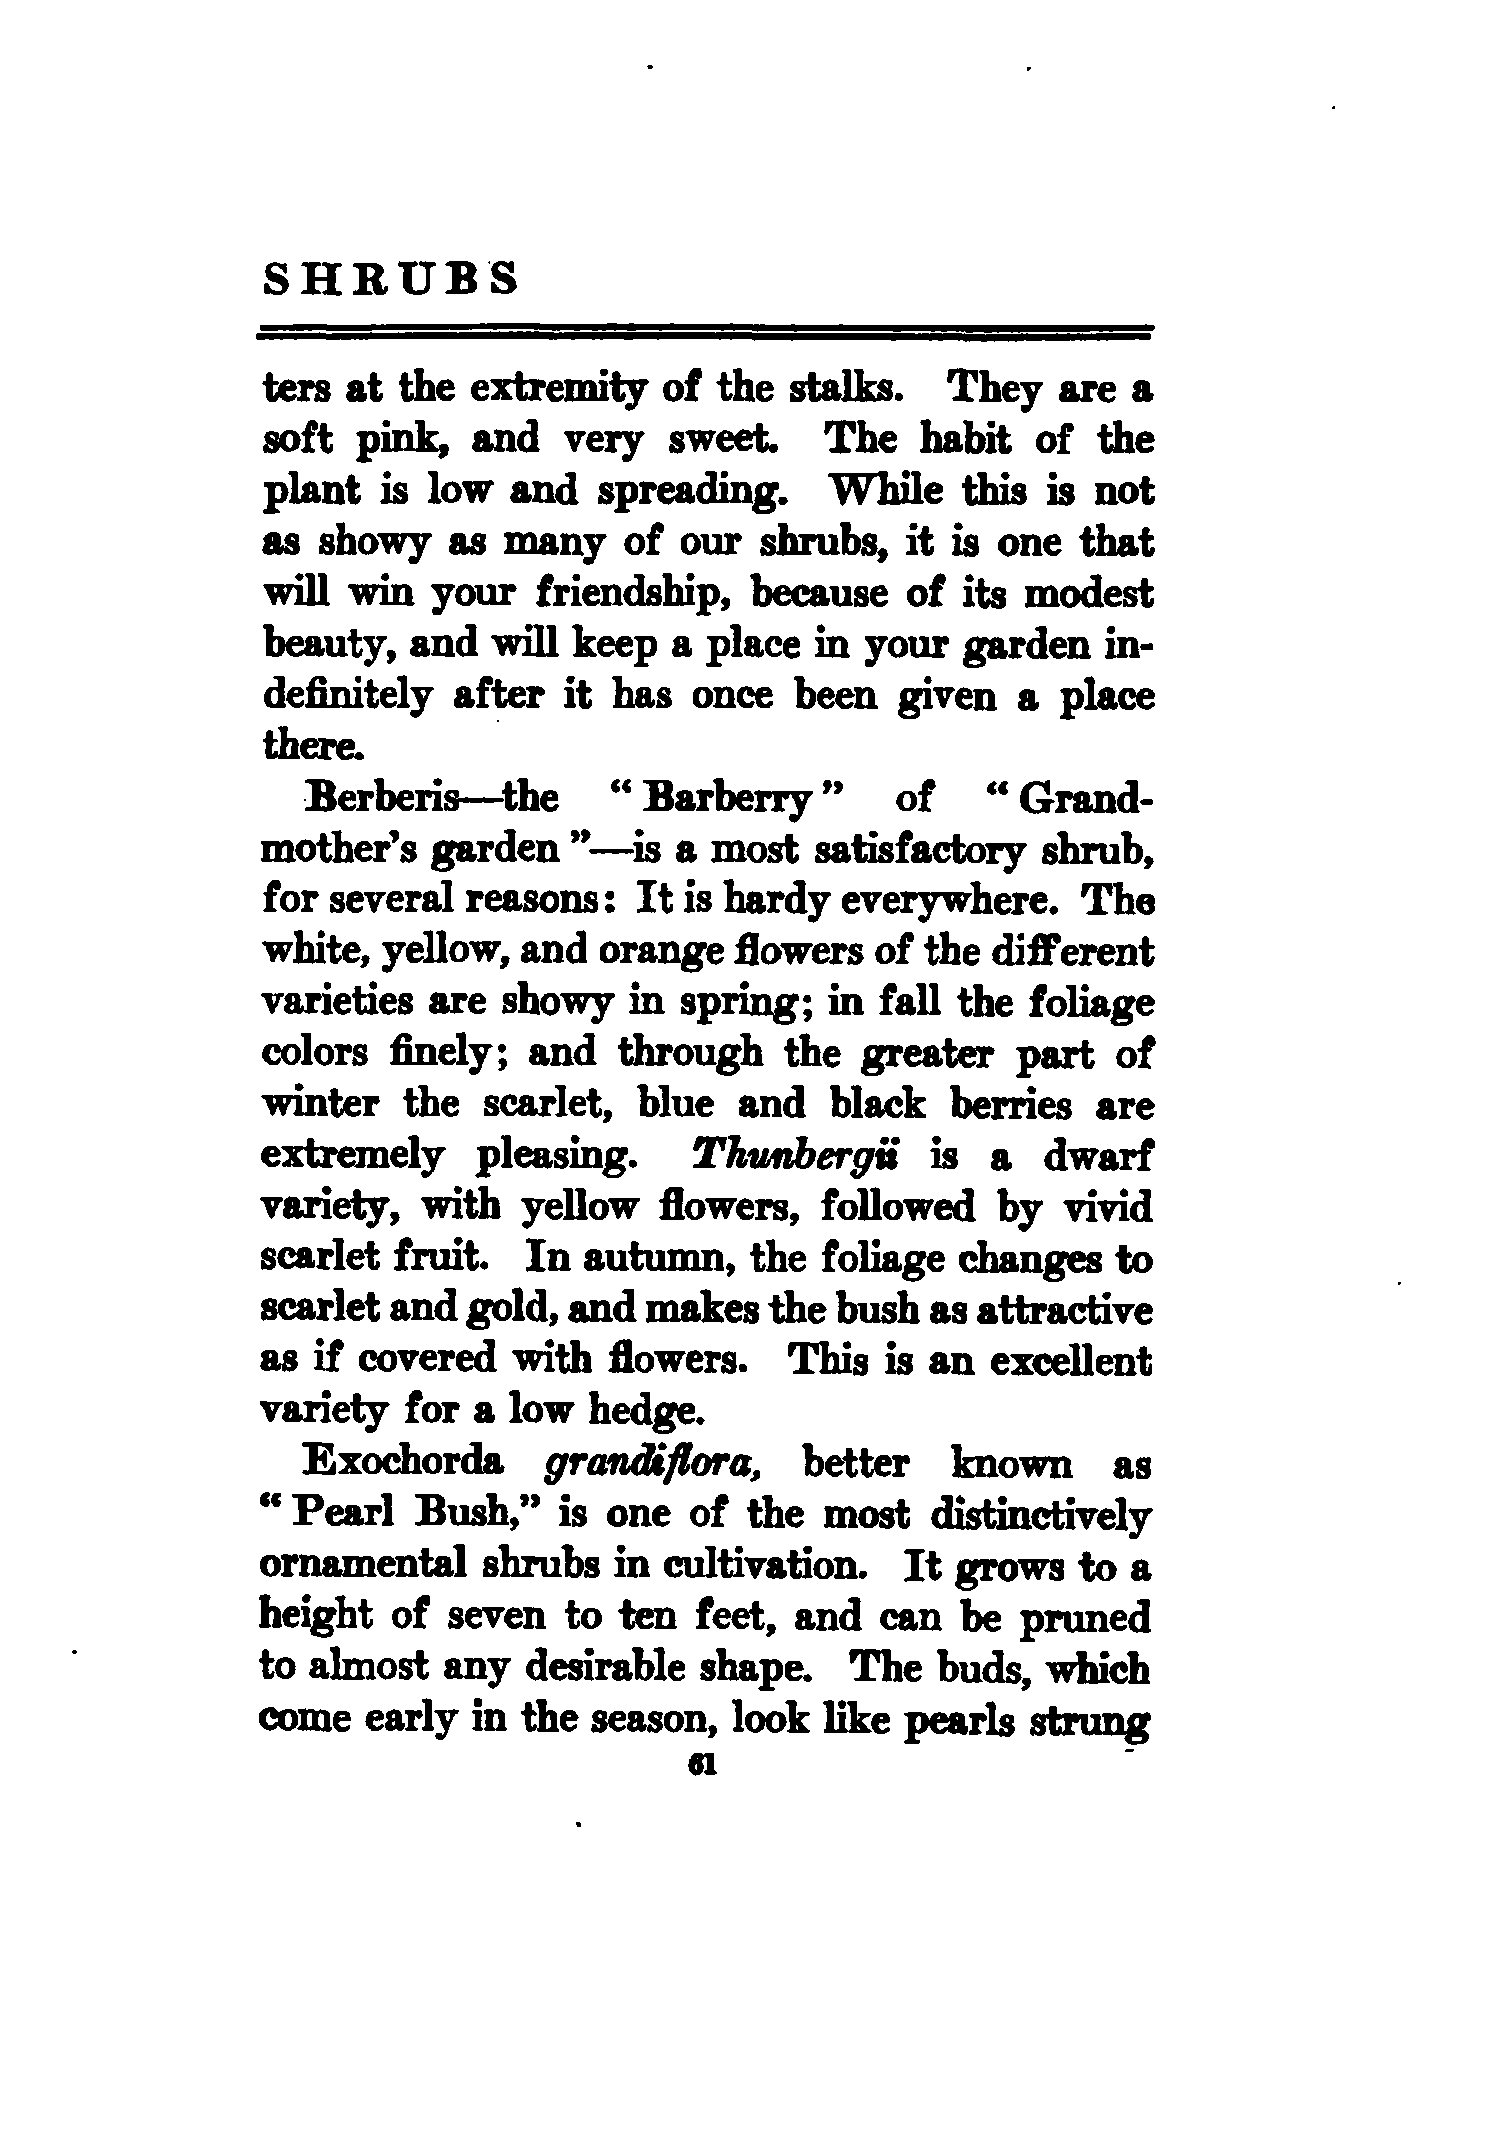 SHRUBS
ters at the extremity of the stalks. They are a
soft pink, and very sweet. The habit of the
plant is low and spreading. While this is not
as showy as many of our shrubs, it is one that
will win your friendship, because of its modest
beauty, and will keep a place in your garden in-
definitely after it has once been given a place
there.
Berberis—the “ Barberry ” of “ Grand-
mother’s garden ”—is a most satisfactory shrub,
for several reasons: It is hardy everywhere. The
white, yellow, and orange flowers of the different
varieties are showy in spring; in fall the foliage
colors finely; and through the greater part of
winter the scarlet, blue and black berries are
extremely pleasing. Thunbergii is a dwarf
variety, with yellow flowers, followed by vivid
scarlet fruit. In autumn, the foliage changes to
scarlet and gold, and makes the bush as attractive
as if covered with flowers. This is an excellent
variety for a low hedge.
Exochorda grandiflora, better known as
“ Pearl Bush,” is one of the most distinctively
ornamental shrubs in cultivation. It grows to a
height of seven to ten feet, and can be pruned
to almost any desirable shape. The buds, which
come early in the season, look like pearls strung
61